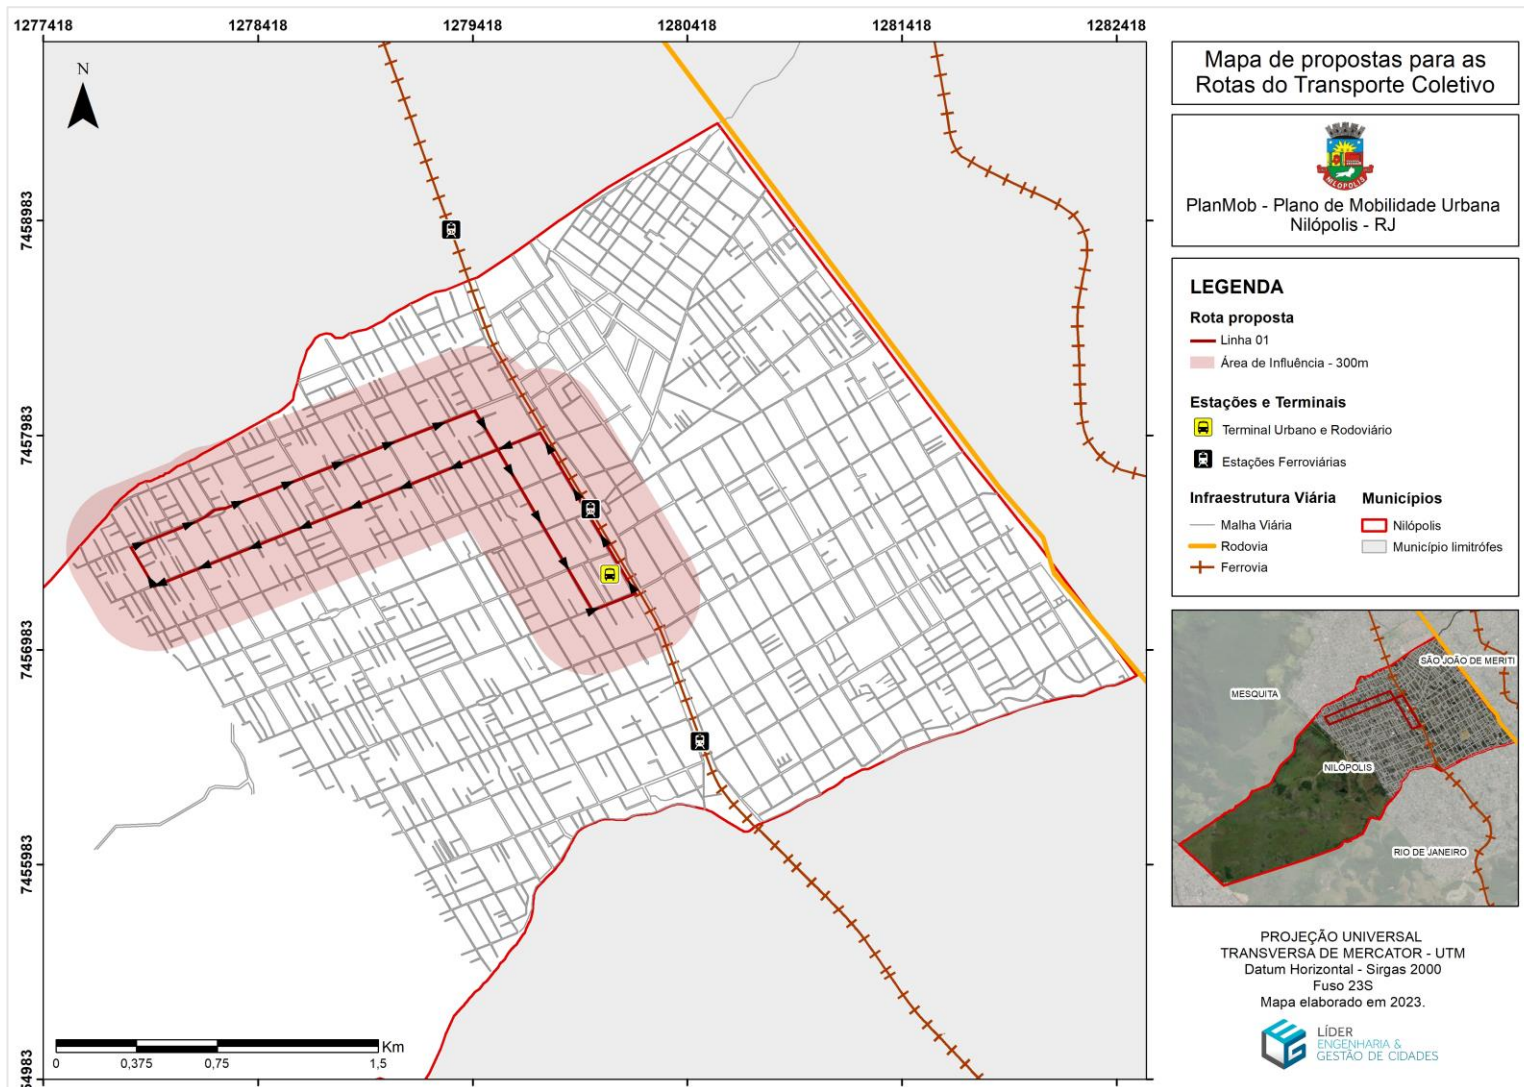 1277418
1278418
1279418
1280418
1281418
1282418
N
7458983
7457983
7456983
7455983
64983
0
0,375
0,75
1,5
Km
Mapa de propostas para as
Rotas do Transporte Coletivo
NILÓPOLIS
PlanMob - Plano de Mobilidade Urbana
Nilópolis - RJ
LEGENDA
Rota proposta
Linha 01
Área de Influência - 300m
Estações e Terminais
Terminal Urbano e Rodoviário
Estações Ferroviárias
Infraestrutura Viária
Malha Viária
Rodovia
Ferrovia
Municípios
Nilópolis
Município limitrófes
SÃO JOÃO DE MERITI
MESQUITA
NILÓPOLIS
RIO DE JANEIRO
PROJEÇÃO UNIVERSAL
TRANSVERSA DE MERCATOR - UTM
Datum Horizontal - Sirgas 2000
Fuso 23S
Mapa elaborado em 2023.
LÍDER
ENGENHARIA &
GESTÃO DE CIDADES